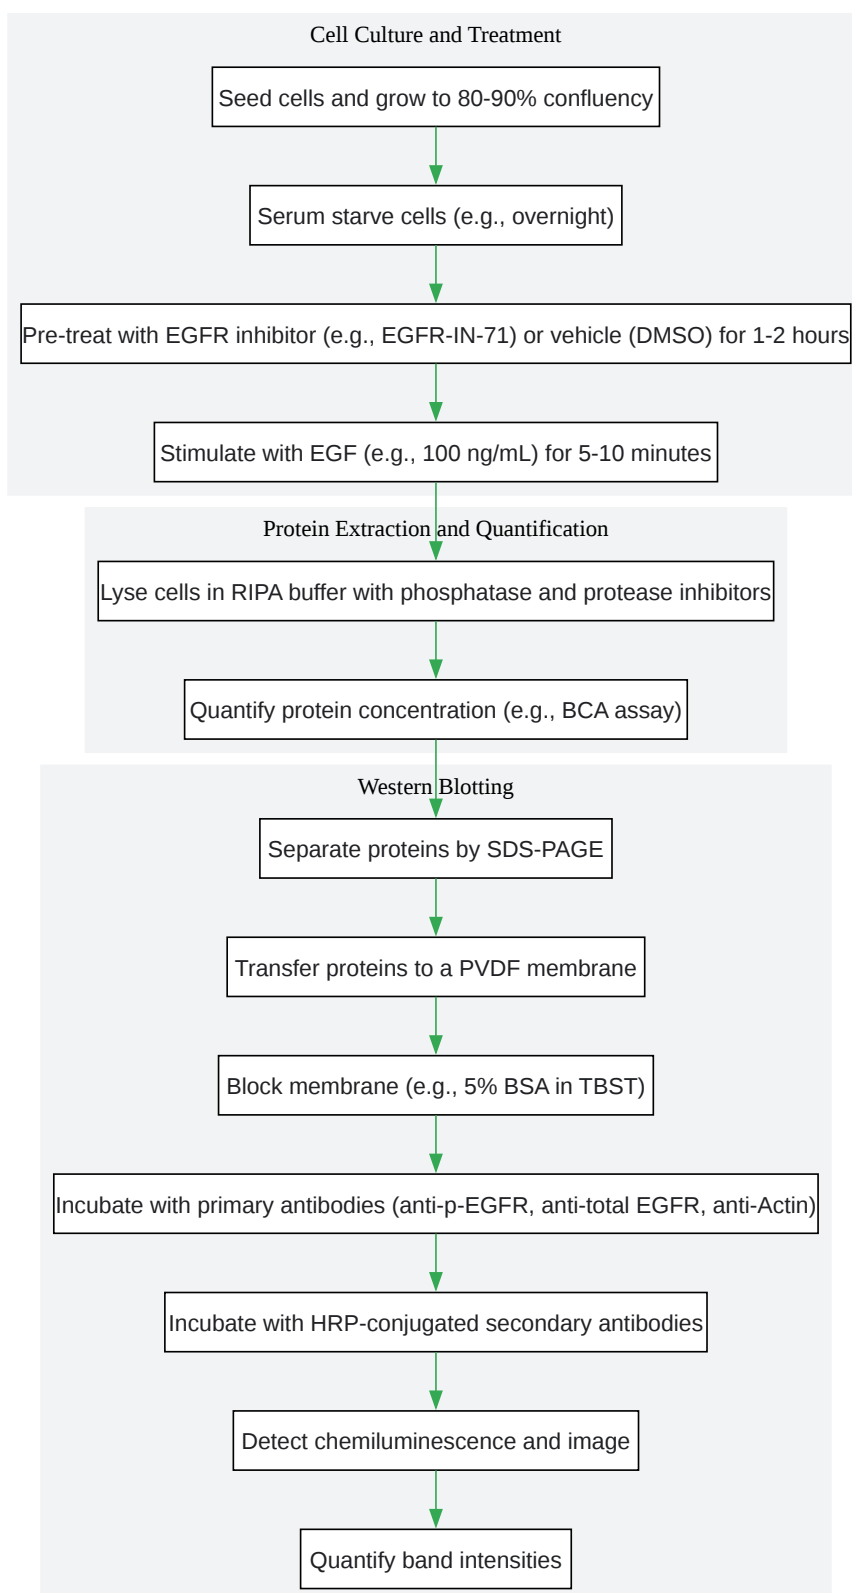 Cell Culture and Treatment
Seed cells and grow to 80-90% confluency
Serum starve cells (e.g., overnight)
Pre-treat with EGFR inhibitor (e.g., EGFR-IN-71) or vehicle (DMSO) for 1-2 hours
Stimulate with EGF (e.g., 100 ng/mL) for 5-10 minutes
Protein Extraction and Quantification
Lyse cells in RIPA buffer with phosphatase and protease inhibitors
Quantify protein concentration (e.g., BCA assay)
Western Blotting
Separate proteins by SDS-PAGE
Transfer proteins to a PVDF membrane
Block membrane (e.g., 5% BSA in TBST)
Incubate with primary antibodies (anti-p-EGFR, anti-total EGFR, anti-Actin)
Incubate with HRP-conjugated secondary antibodies
Detect chemiluminescence and image
Quantify band intensities